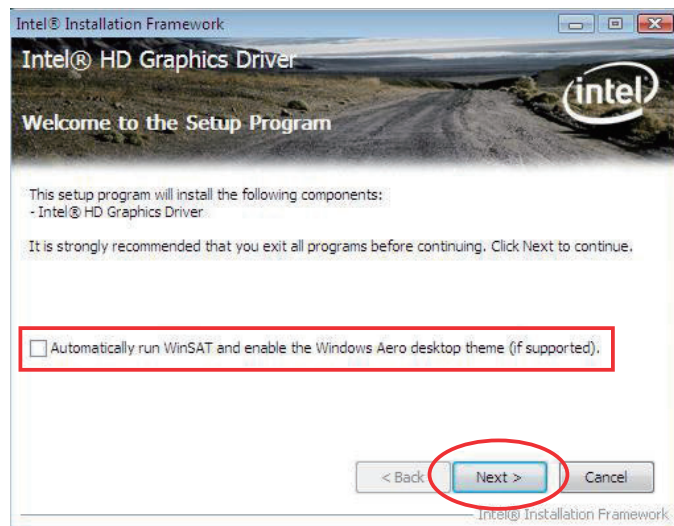 Intel® Installation Framework
Intel® HD Graphics Driver
intel
Welcome to the Setup Program
This setup program will install the following components:
- Intel® HD Graphics Driver
It is strongly recommended that you exit all programs before continuing. Click Next to continue.
Automatically run WinSAT and enable the Windows Aero desktop theme (if supported).
< Back Next > Cancel
Intel® Installation Framework